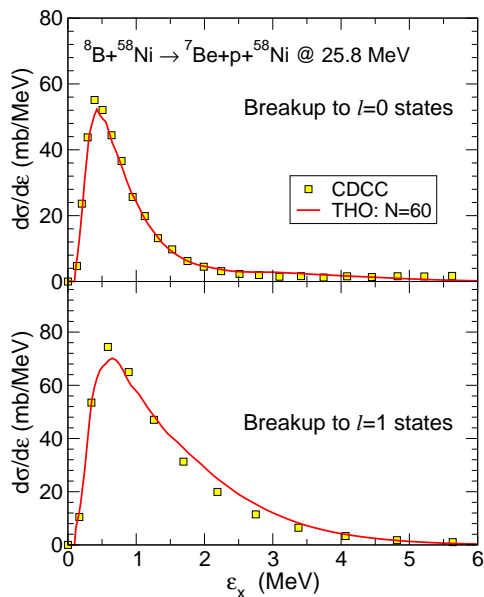 ⁸B+⁵⁸Ni → ⁷Be+p+⁵⁸Ni @ 25.8 MeV
Breakup to l=0 states
CDCC
THO: N=60
dσ/dε (mb/MeV)
80
60
40
20
0
Breakup to l=1 states
dσ/dε (mb/MeV)
80
60
40
20
0
0 1 2 3 4 5 6
εₓ (MeV)